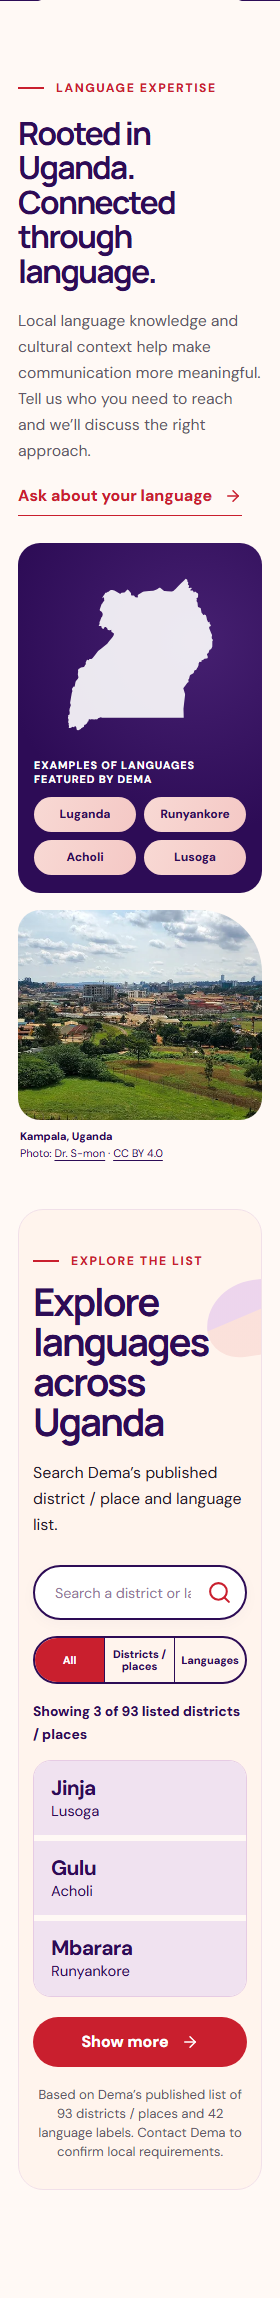 LANGUAGE EXPERTISE
Rooted in
Uganda.
Connected
through
language.
Local language knowledge and
cultural context help make
communication more meaningful.
Tell us who you need to reach
and we’ll discuss the right
approach.
Ask about your language →
EXAMPLES OF LANGUAGES
FEATURED BY DEMA
Luganda
Runyankore
Acholi
Lusoga
Kampala, Uganda
Photo: Dr. S-mon · CC BY 4.0
EXPLORE THE LIST
Explore
languages
across
Uganda
Search Dema’s published
district / place and language
list.
Search a district or la
All
Districts /
places
Languages
Showing 3 of 93 listed districts
/ places
Jinja
Lusoga
Gulu
Acholi
Mbarara
Runyankore
Show more →
Based on Dema’s published list of
93 districts / places and 42
language labels. Contact Dema to
confirm local requirements.